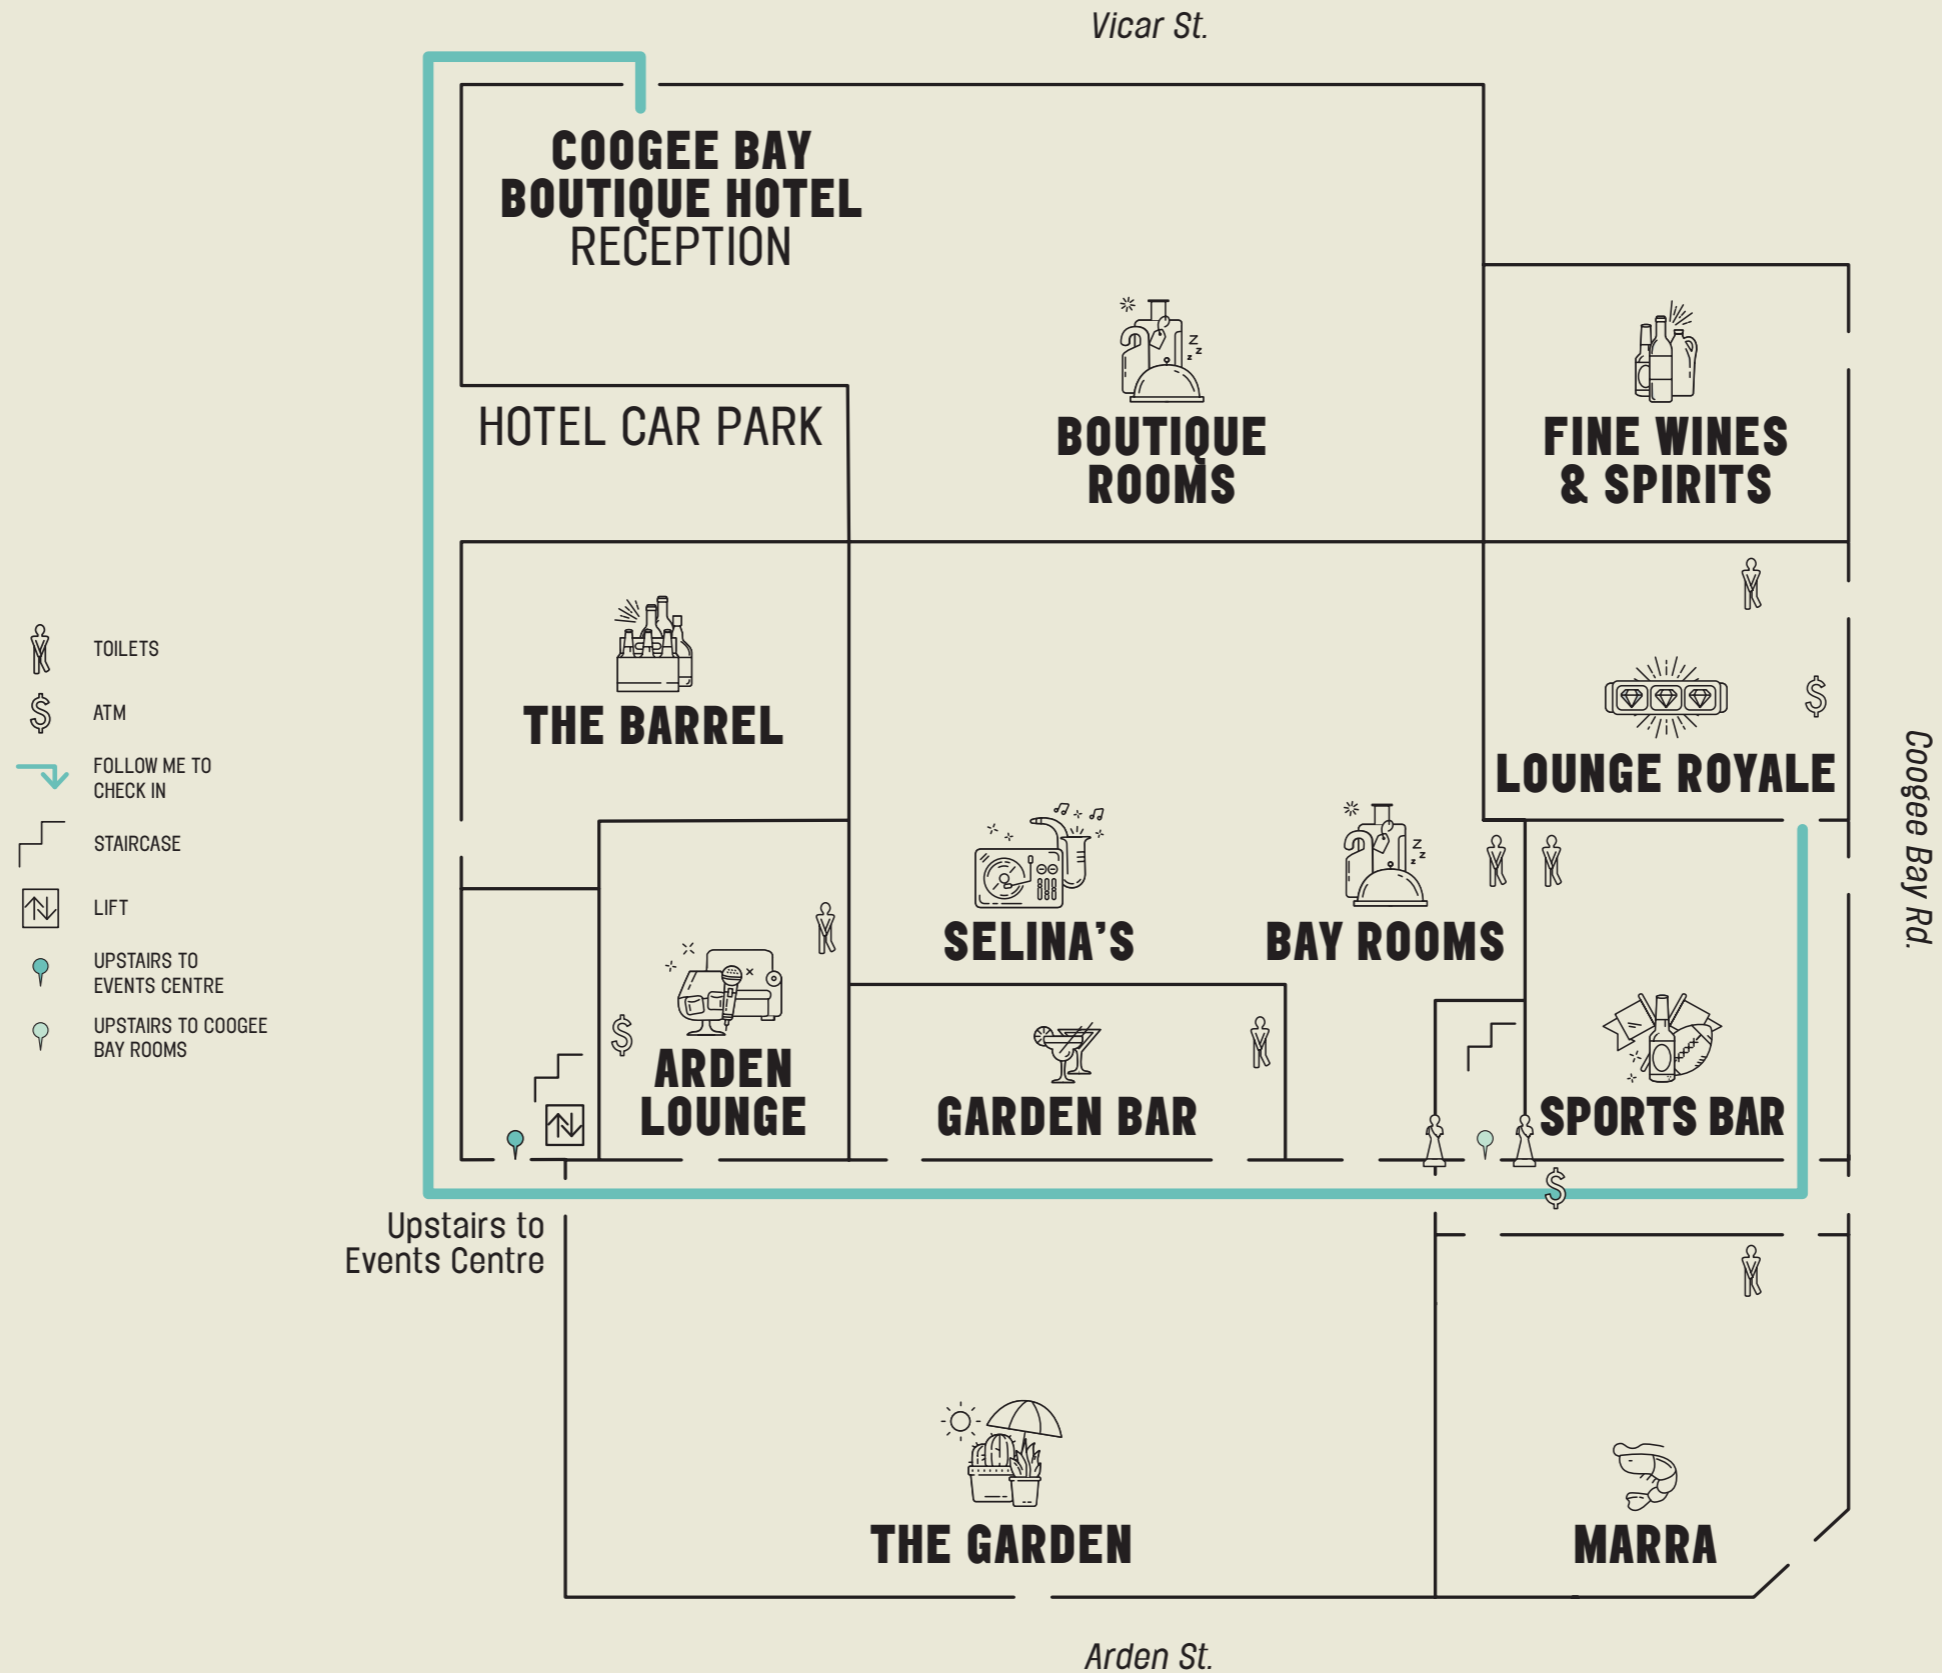 Vicar St.
COOGEE BAY
BOUTIQUE HOTEL
RECEPTION
HOTEL CAR PARK
Z
Z
Z
BOUTIQUE
ROOMS
FINE WINES
& SPIRITS
THE BARREL
$
LOUNGE ROYALE
Coogee Bay Rd.
TOILETS
$
ATM
FOLLOW ME TO
CHECK IN
STAIRCASE
LIFT
UPSTAIRS TO
EVENTS CENTRE
UPSTAIRS TO COOGEE
BAY ROOMS
SELINA’S
Z
Z
Z
BAY ROOMS
$
ARDEN
LOUNGE
GARDEN BAR
SPORTS BAR
$
Upstairs to
Events Centre
THE GARDEN
MARRA
Arden St.